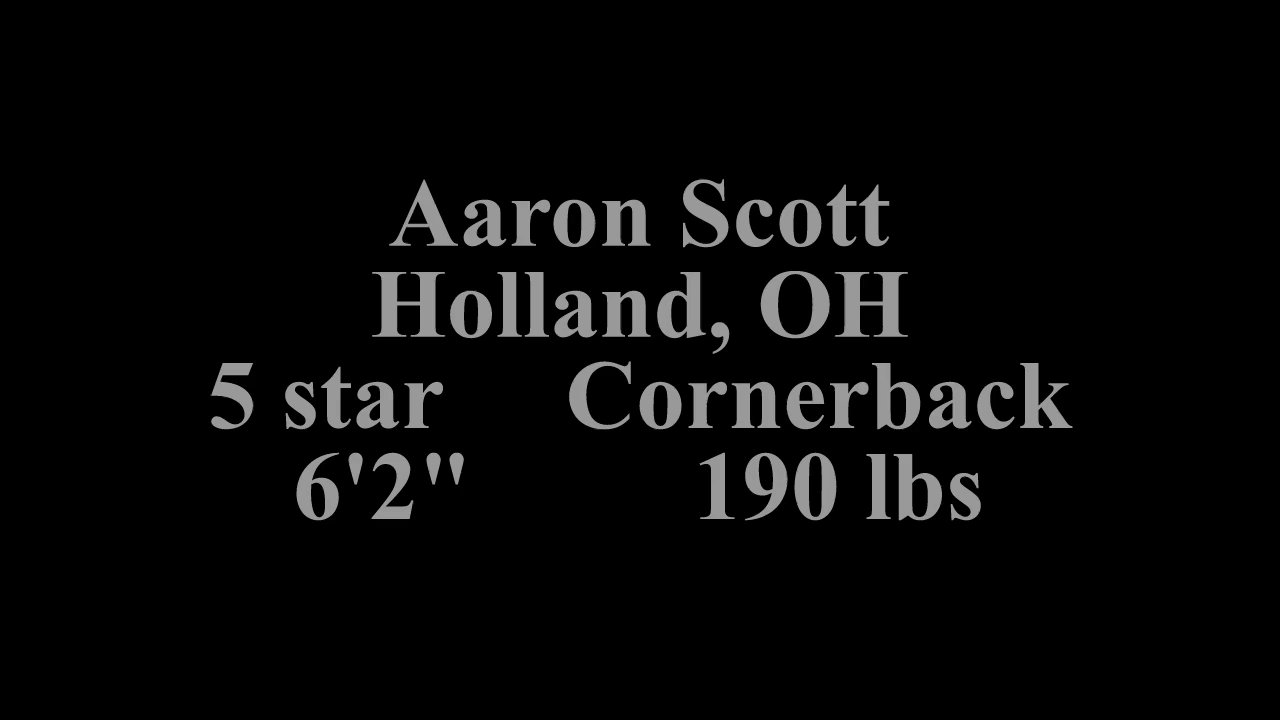 Aaron Scott
Holland, OH
5 star Cornerback
6'2" 190 lbs